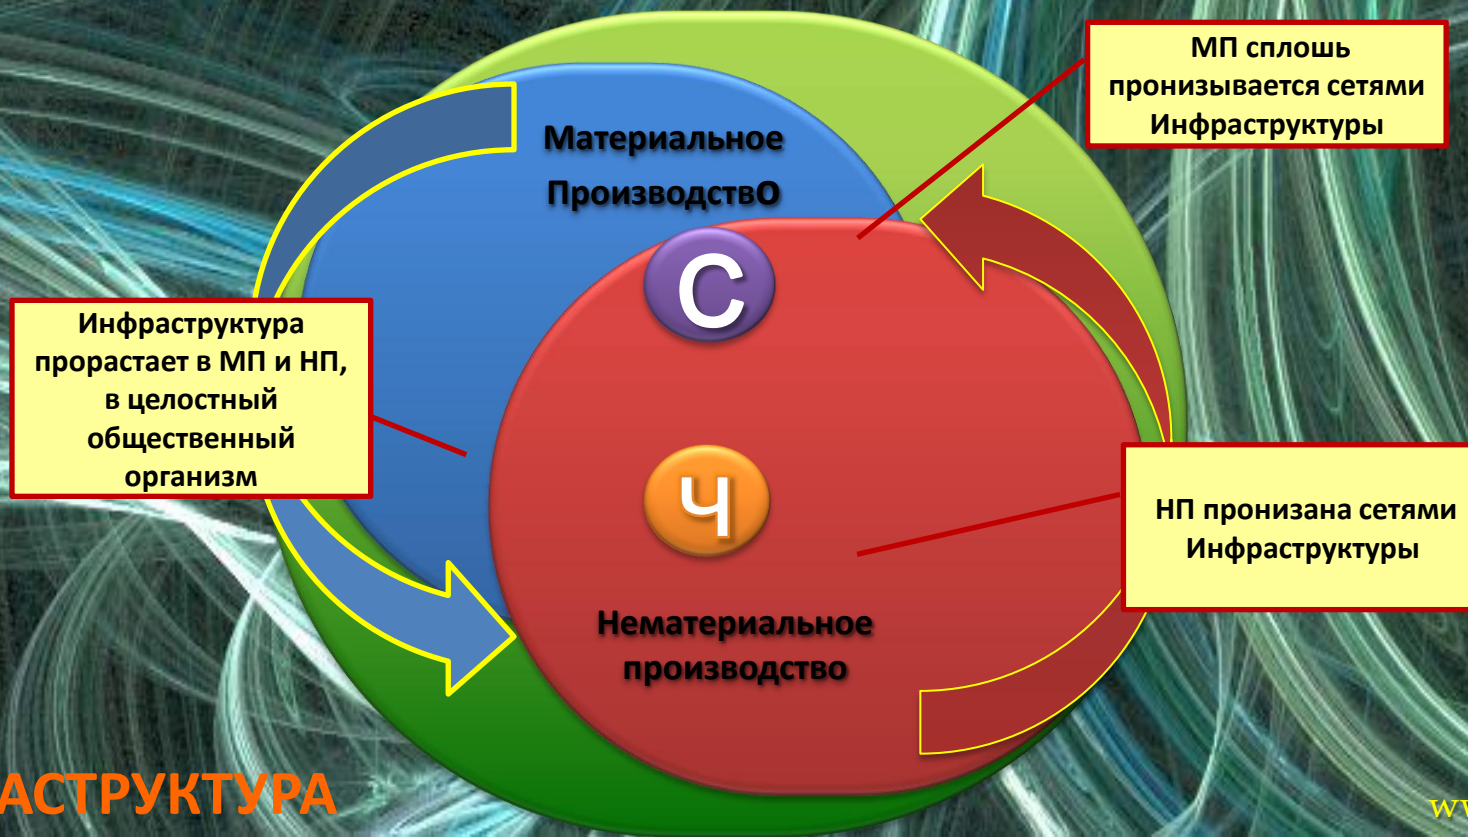 МП сплошь
пронизывается сетями
Инфраструктуры
Материальное
ПроизводствО
С
Инфраструктура
прорастает в МП и НП,
в целостный
общественный
организм
Ч
НП пронизана сетями
Инфраструктуры
Нематериальное
производство
АСТРУКТУРА